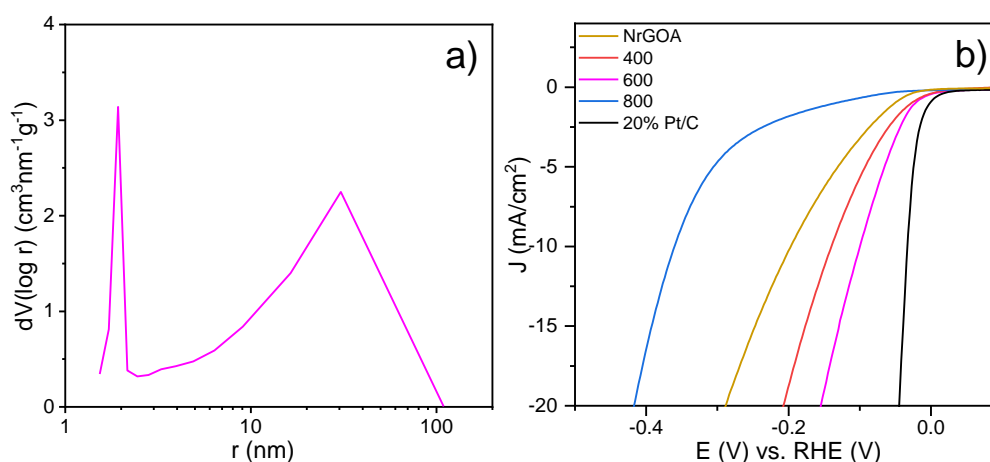 a)
dV(log r) (cm³nm⁻¹g⁻¹)
4
3
2
1
0
1
10
100
r (nm)
b)
NrGOA
400
600
800
20% Pt/C
J (mA/cm²)
0
-5
-10
-15
-20
-0.4
-0.2
0.0
E (V) vs. RHE (V)